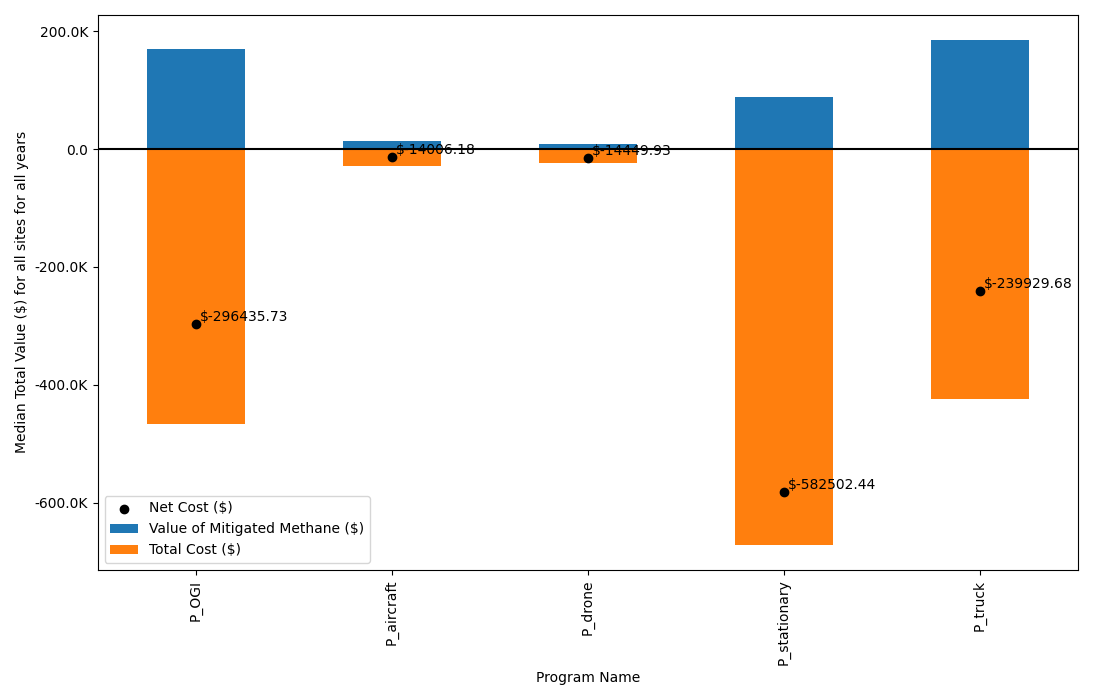 Median Total Value ($) for all sites for all years
200.0K
0.0
-200.0K
-400.0K
-600.0K
$-296435.73
$-14006.18
$-14449.93
$-582502.44
$-239929.68
Net Cost ($)
Value of Mitigated Methane ($)
Total Cost ($)
P_OGI
P_aircraft
P_drone
P_stationary
P_truck
Program Name